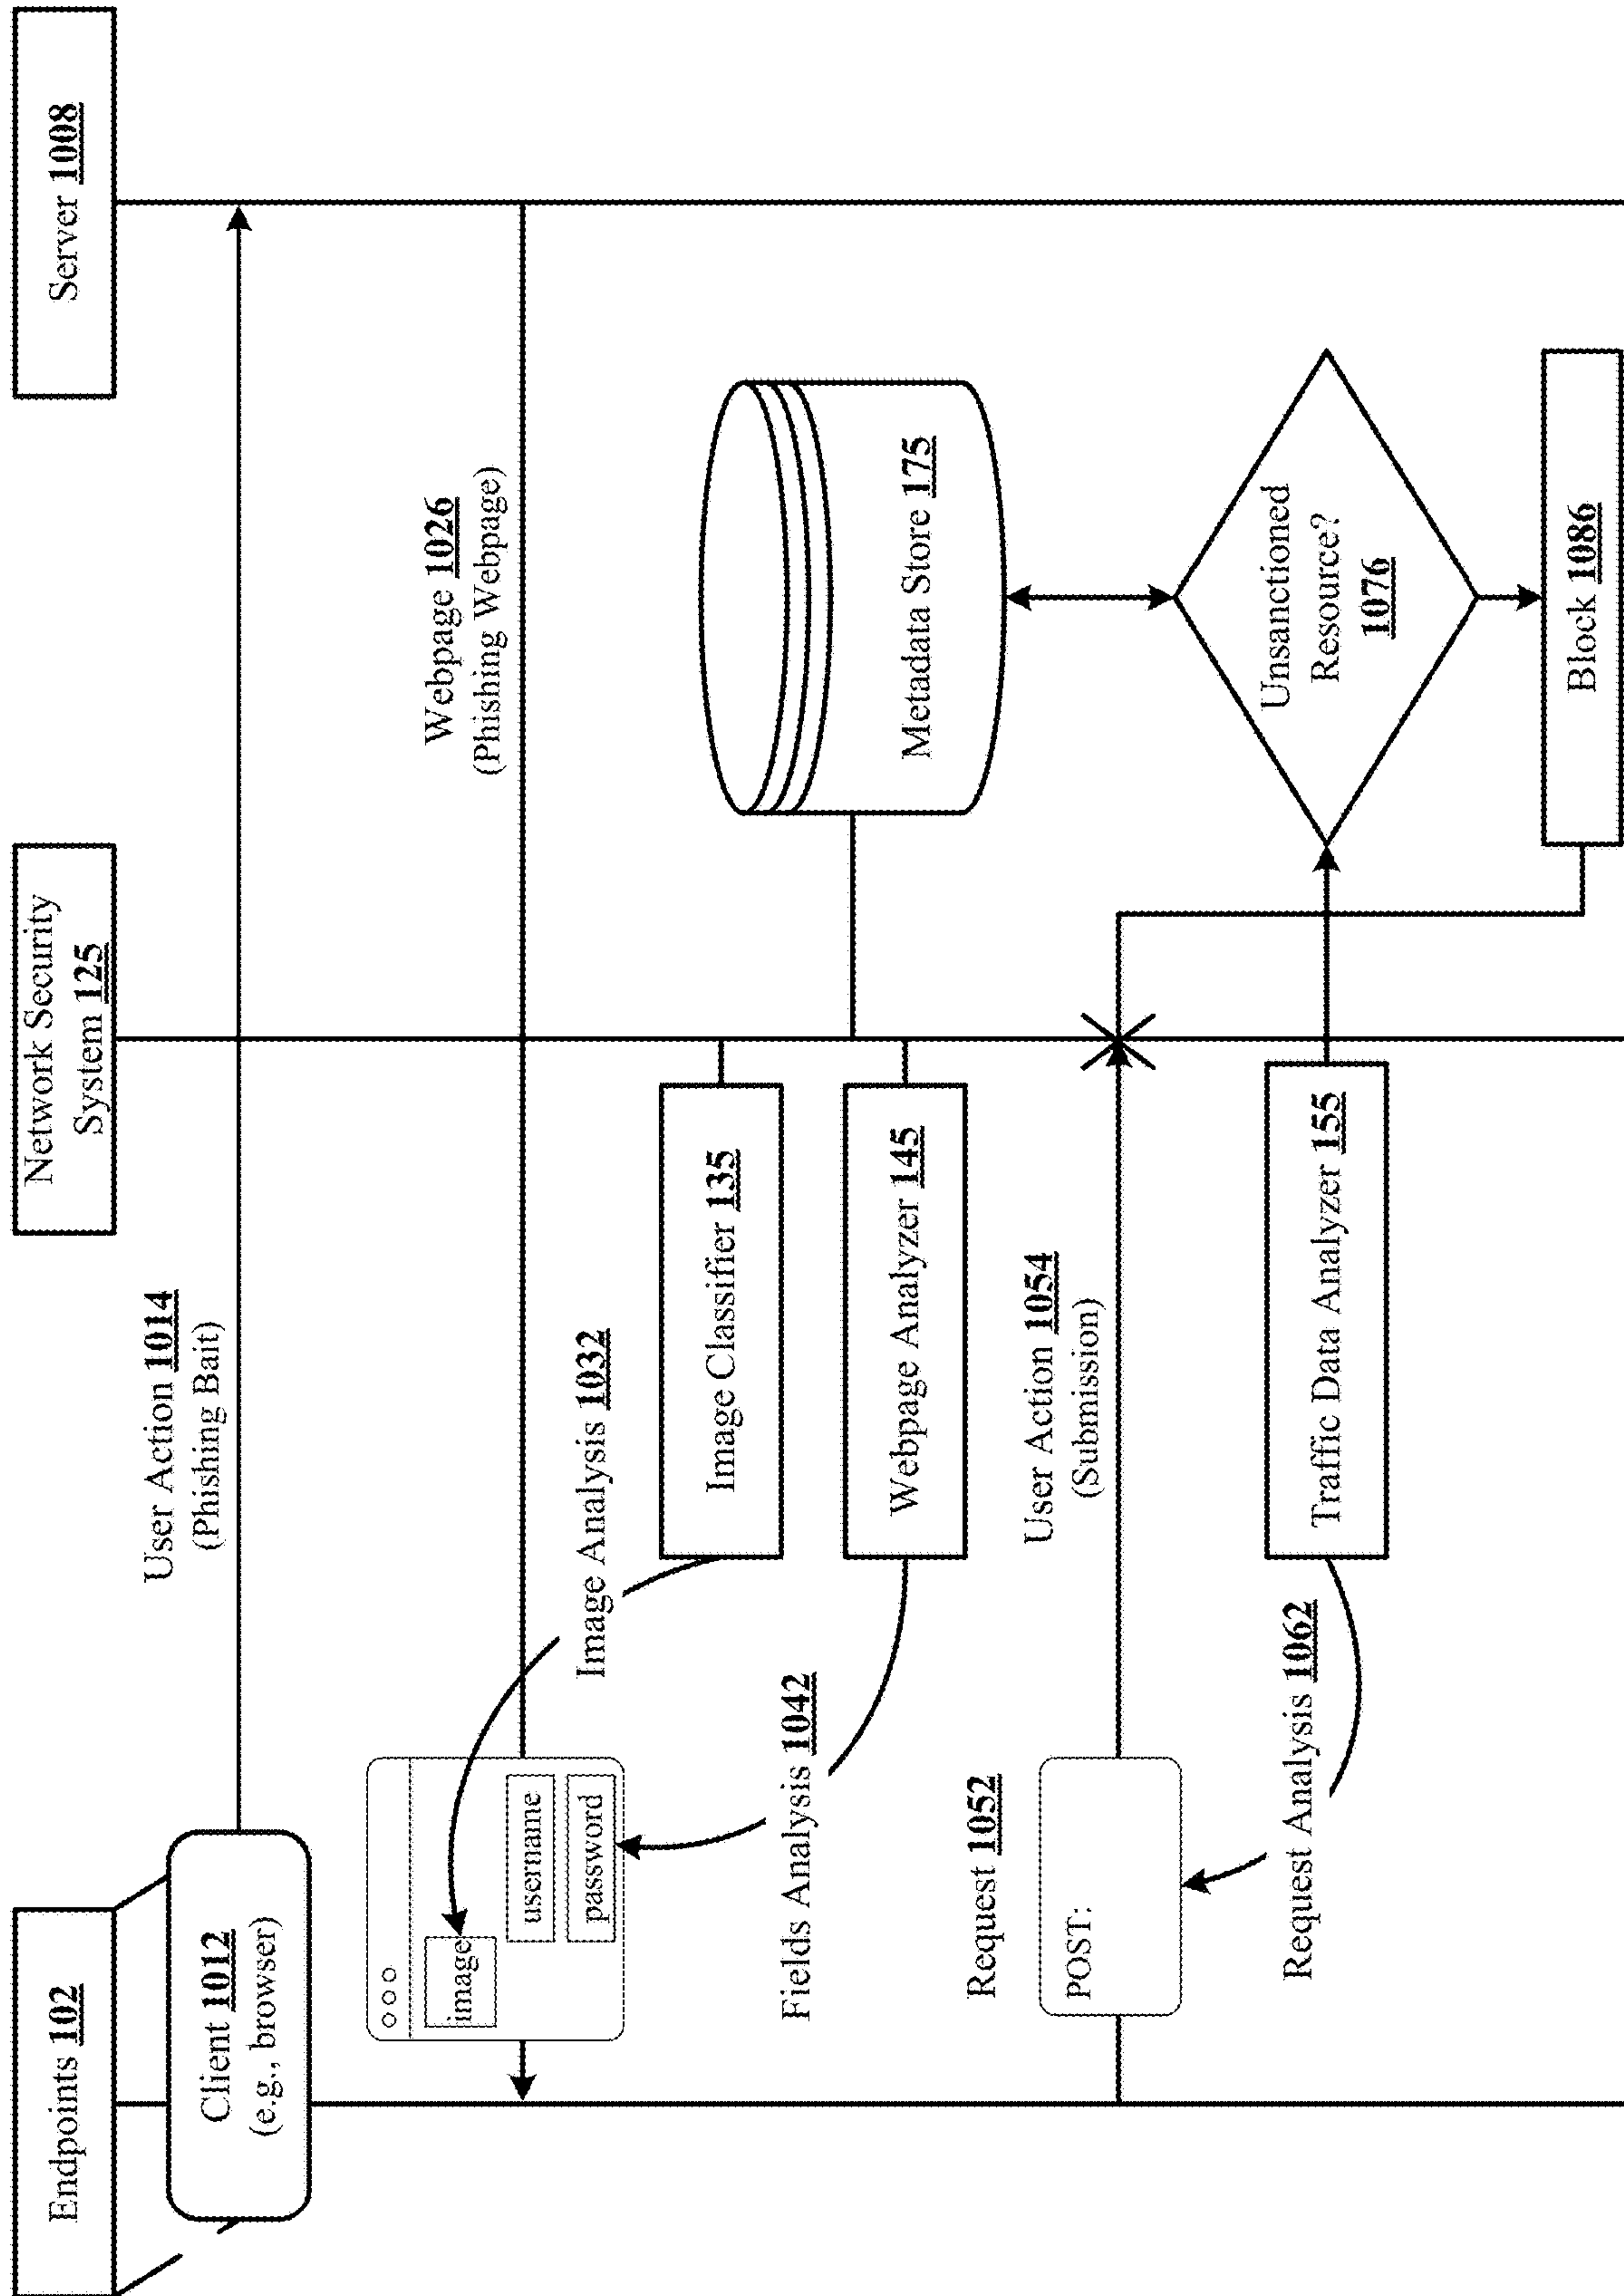 Endpoints 102
Network Security
System 125
Server 1008
Client 1012
(e.g., browser)
User Action 1014
(Phishing Bait)
Webpage 1026
(Phishing Webpage)
image
username
password
Image Analysis 1032
Image Classifier 135
Fields Analysis 1042
Webpage Analyzer 145
Metadata Store 175
Request 1052
POST:
User Action 1054
(Submission)
Request Analysis 1062
Traffic Data Analyzer 155
Unsanctioned
Resource?
1076
Block 1086